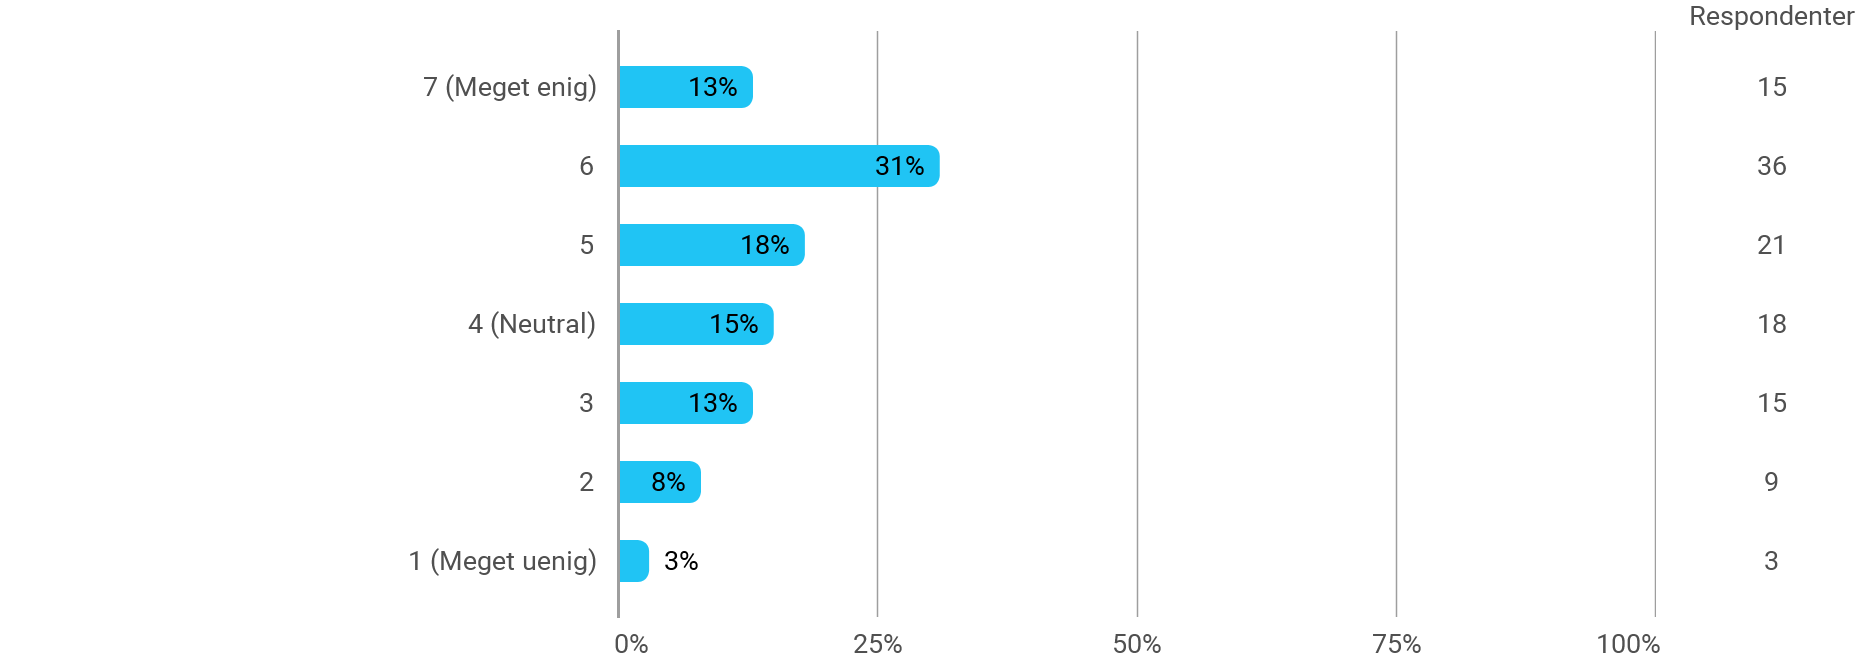 Respondenter
7 (Meget enig) 13% 15
6 31% 36
5 18% 21
4 (Neutral) 15% 18
3 13% 15
2 8% 9
1 (Meget uenig) 3% 3
0% 25% 50% 75% 100%